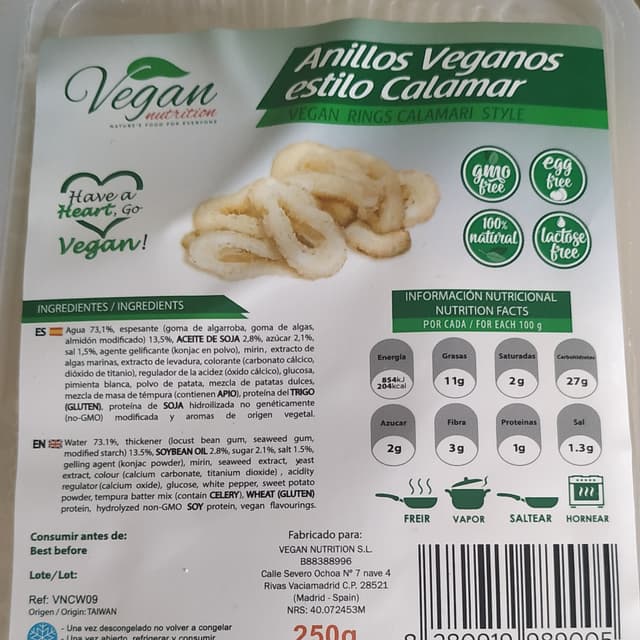 Vegan
nutrition
NATURE'S FOOD FOR EVERYONE
Anillos Veganos
estilo Calamar
VEGAN RINGS CALAMARI STYLE
Have a
Heart, Go
Vegan!
gmo
free
egg
free
100%
natural
lactose
free
INGREDIENTES / INGREDIENTS
ES Agua 73,1%, espesante (goma de algarroba, goma de algas,
almidón modificado) 13,5%, ACEITE DE SOJA 2,8%, azúcar 2,1%,
sal 1,5%, agente gelificante (konjac en polvo), mirin, extracto de
algas marinas, extracto de levadura, colorante (carbonato cálcico,
dióxido de titanio), regulador de la acidez (óxido cálcico), glucosa,
pimienta blanca, polvo de patata, mezcla de patatas dulces,
mezcla de masa de témpura (contienen APIO), proteína del TRIGO
(GLUTEN), proteína de SOJA hidroilizada no genéticamente
(no-GMO) modificada y aromas de origen vegetal.
EN Water 73.1%, thickener (locust bean gum, seaweed gum,
modified starch) 13.5%, SOYBEAN OIL 2.8%, sugar 2.1%, salt 1.5%,
gelling agent (konjac powder), mirin, seaweed extract, yeast
extract, colour (calcium carbonate, titanium dioxide) , acidity
regulator (calcium oxide), glucose, white pepper, sweet potato
powder, tempura batter mix (contain CELERY), WHEAT (GLUTEN)
protein, hydrolyzed non-GMO SOY protein, vegan flavourings.
INFORMACIÓN NUTRICIONAL
NUTRITION FACTS
POR CADA / FOR EACH 100 g
Energía
854kJ
204kcal
Grasas
11g
Saturadas
2g
Carbohidratos
27g
Azucar
2g
Fibra
3g
Proteinas
1g
Sal
1.3g
FREIR
VAPOR
SALTEAR
HORNEAR
Consumir antes de:
Best before
Lote/Lot:
Ref: VNCW09
Origen / Origin: TAIWAN
- Una vez descongelado no volver a congelar
- Una vez abierto, refrigerar y consumir
Fabricado para:
VEGAN NUTRITION S.L.
B88388996
Calle Severo Ochoa Nº 7 nave 4
Rivas Vaciamadrid C.P. 28521
(Madrid - Spain)
NRS: 40.072453M
250g